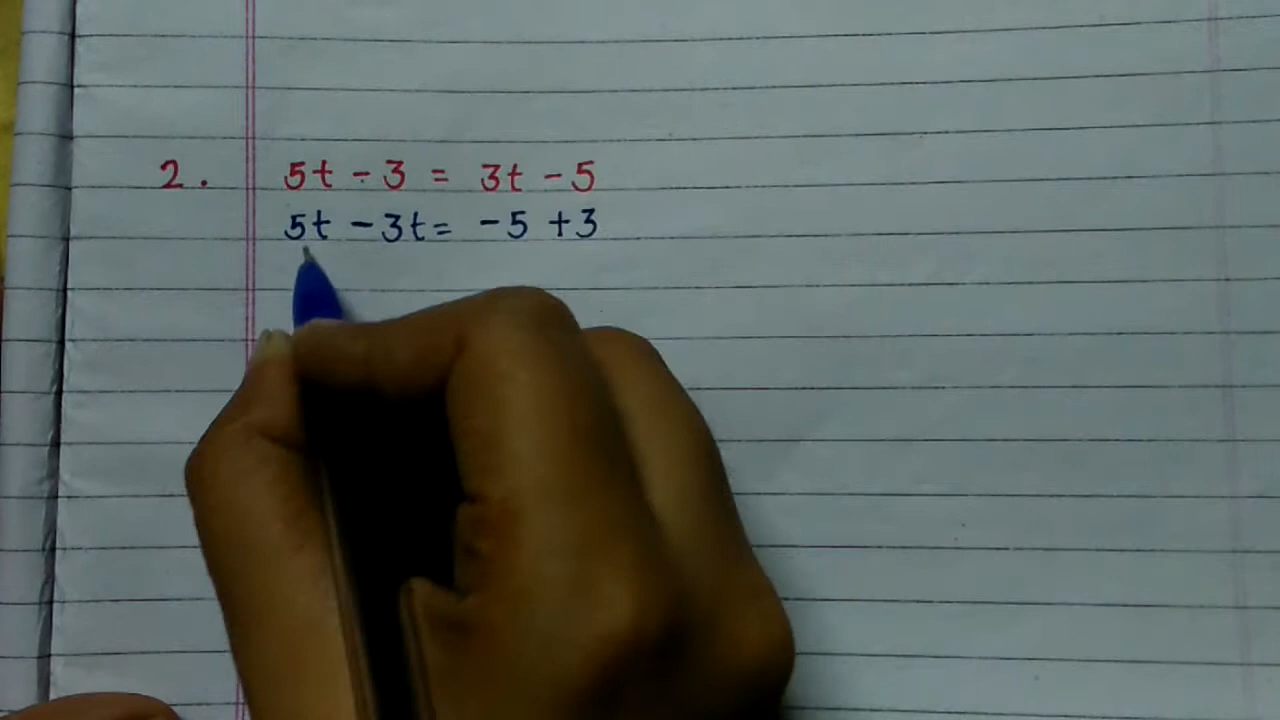 2. 5t - 3 = 3t - 5
5t - 3t = -5 + 3